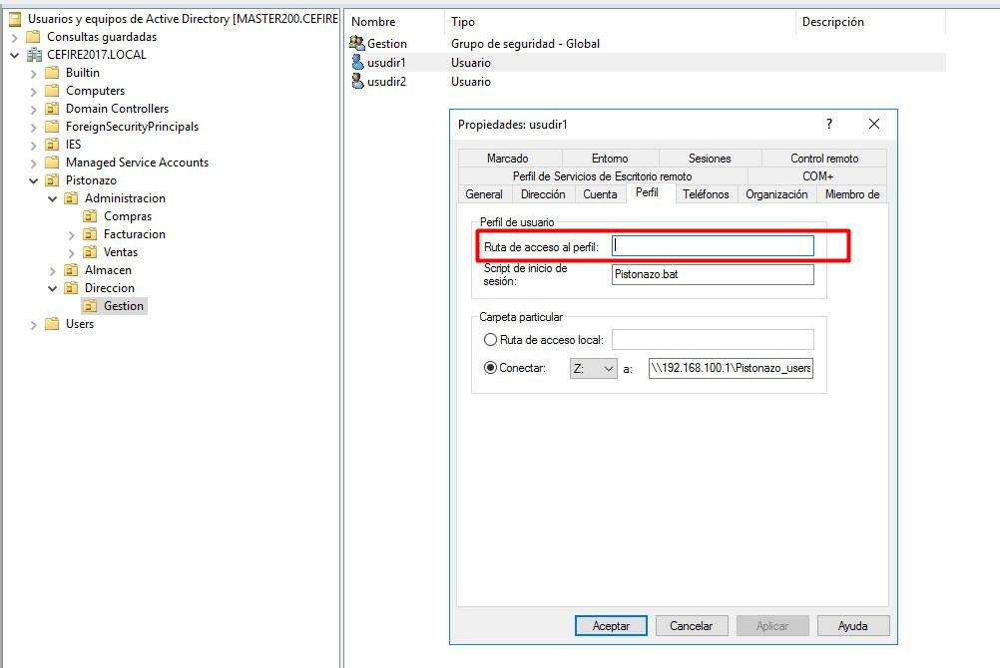 Usuarios y equipos de Active Directory [MASTER200.CEFIRE
Consultas guardadas
CEFIRE2017.LOCAL
Builtin
Computers
Domain Controllers
ForeignSecurityPrincipals
IES
Managed Service Accounts
Pistonazo
Administracion
Compras
Facturacion
Ventas
Almacen
Direccion
Gestion
Users
Nombre Tipo Descripción
Gestion Grupo de seguridad - Global
usudir1 Usuario
usudir2 Usuario
Propiedades: usudir1 ?
Marcado Entorno Sesiones Control remoto
Perfil de Servicios de Escritorio remoto COM+
General Dirección Cuenta Perfil Teléfonos Organización Miembro de
Perfil de usuario
Ruta de acceso al perfil:
Script de inicio de
sesión: Pistonazo.bat
Carpeta particular
Ruta de acceso local:
Conectar: Z: a: \\192.168.100.1\Pistonazo_users
Aceptar Cancelar Aplicar Ayuda